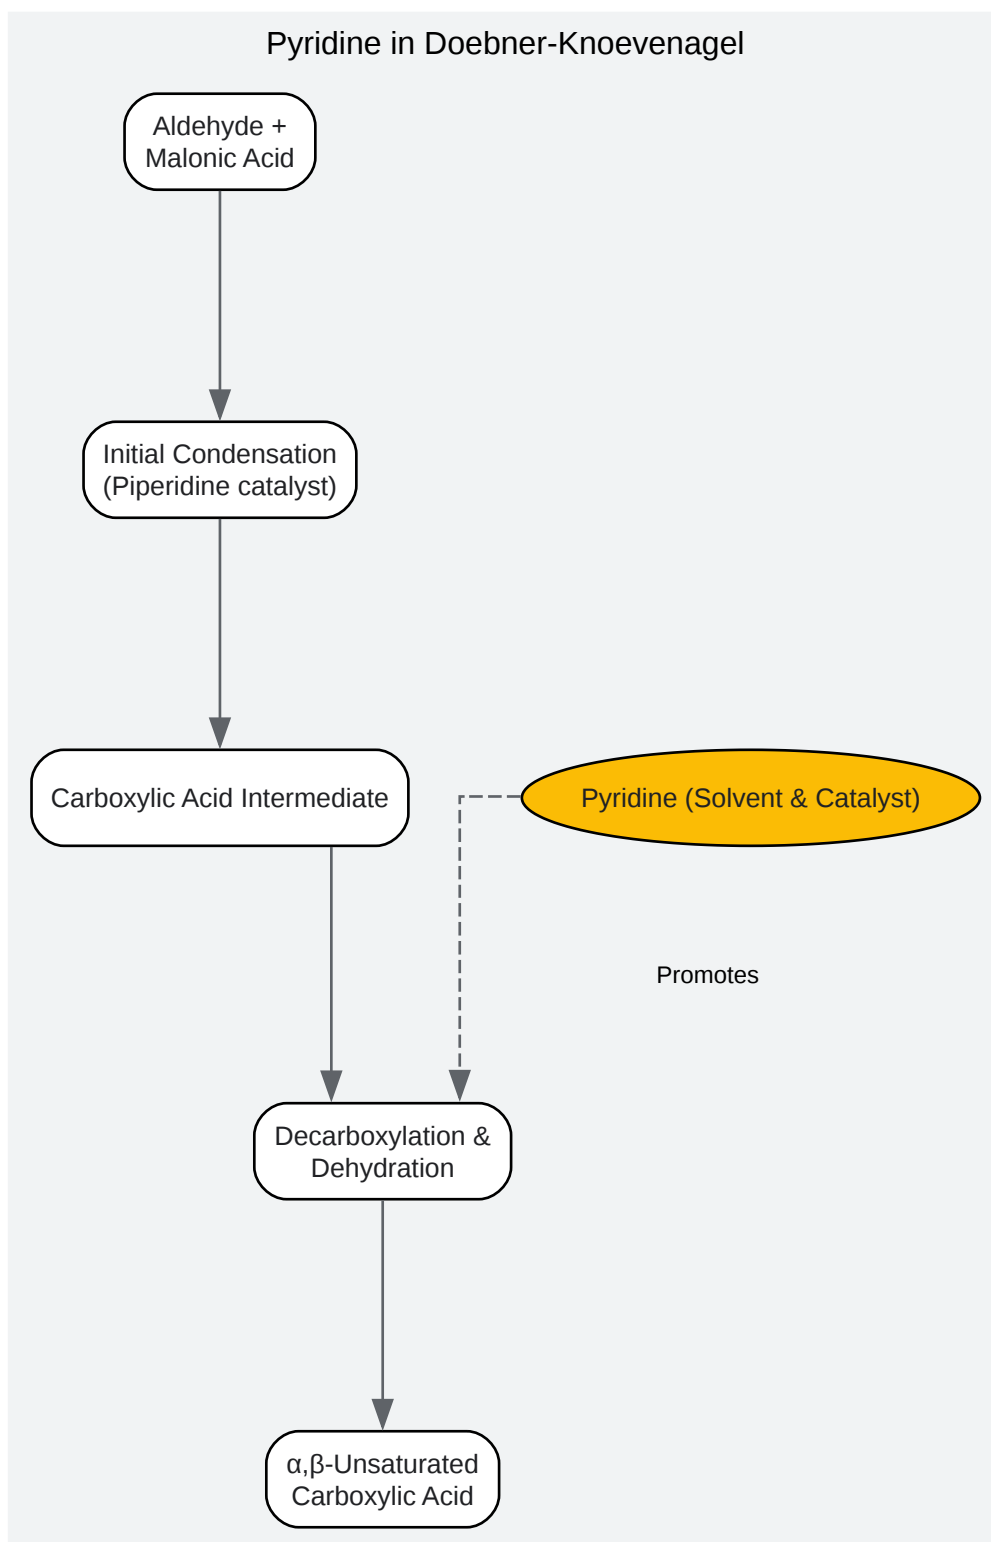 Pyridine in Doebner-Knoevenagel
Aldehyde +
Malonic Acid
Initial Condensation
(Piperidine catalyst)
Carboxylic Acid Intermediate
Pyridine (Solvent & Catalyst)
Promotes
Decarboxylation &
Dehydration
α,β-Unsaturated
Carboxylic Acid